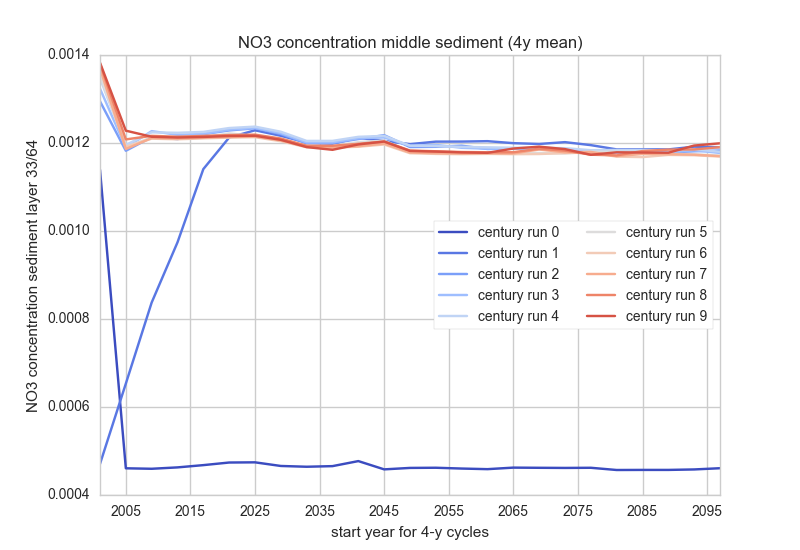 NO3 concentration middle sediment (4y mean)
NO3 concentration sediment layer 33/64
0.0014
0.0012
0.0010
0.0008
0.0006
0.0004
century run 0
century run 1
century run 2
century run 3
century run 4
century run 5
century run 6
century run 7
century run 8
century run 9
2005 2015 2025 2035 2045 2055 2065 2075 2085 2095
start year for 4-y cycles